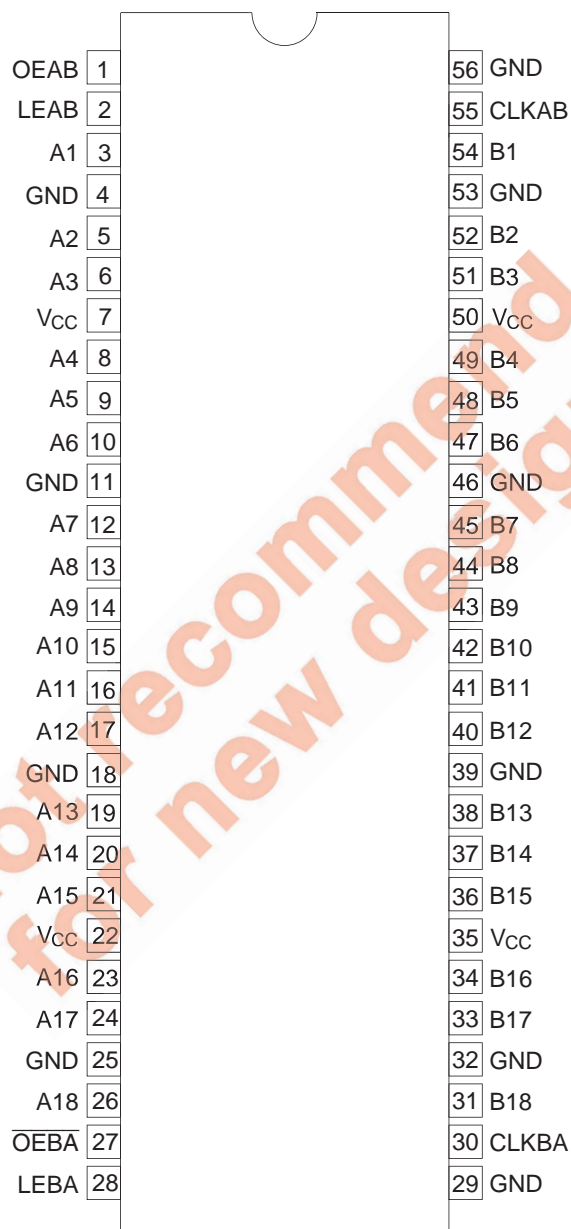 OEAB 1 56 GND
LEAB 2 55 CLKAB
A1 3 54 B1
GND 4 53 GND
A2 5 52 B2
A3 6 51 B3
VCC 7 50 VCC
A4 8 49 B4
A5 9 48 B5
A6 10 47 B6
GND 11 46 GND
A7 12 45 B7
A8 13 44 B8
A9 14 43 B9
A10 15 42 B10
A11 16 41 B11
A12 17 40 B12
GND 18 39 GND
A13 19 38 B13
A14 20 37 B14
A15 21 36 B15
VCC 22 35 VCC
A16 23 34 B16
A17 24 33 B17
GND 25 32 GND
A18 26 31 B18
OEBA 27 30 CLKBA
LEBA 28 29 GND
recommend
for new